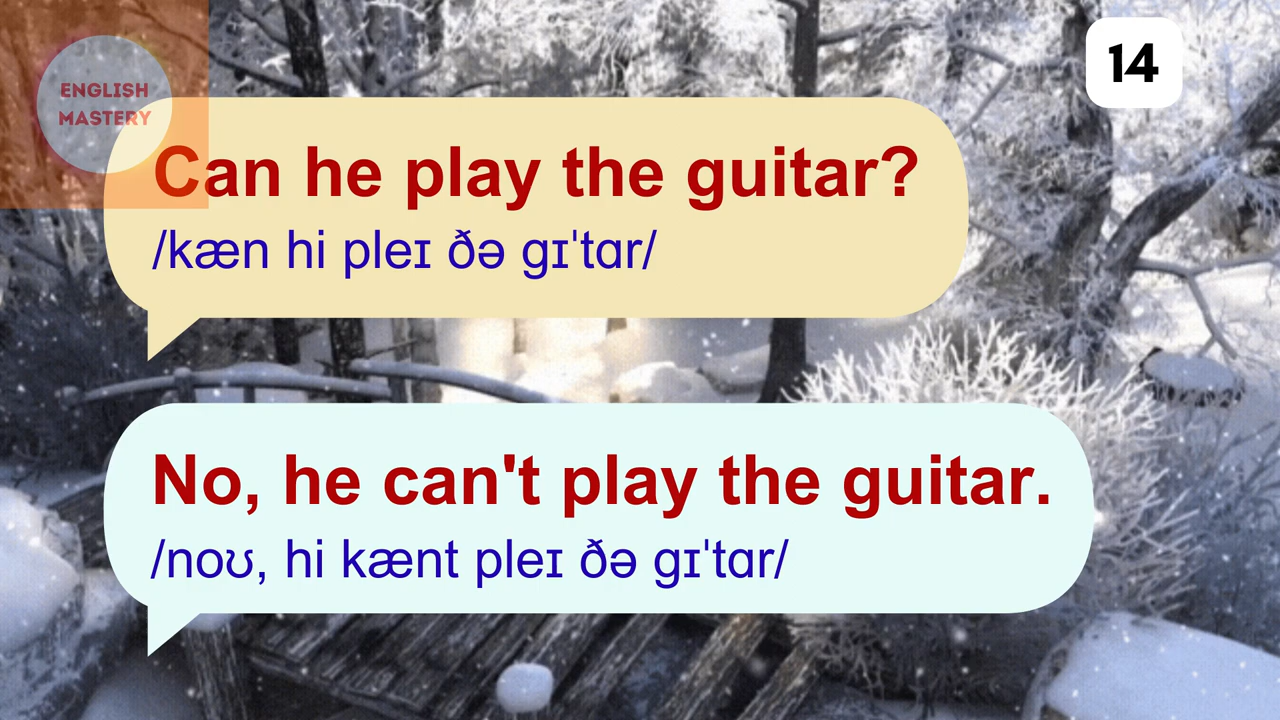 ENGLISH
MASTERY
14
Can he play the guitar?
/kæn hi pleɪ ðə gɪˈtɑr/
No, he can't play the guitar.
/noʊ, hi kænt pleɪ ðə gɪˈtɑr/